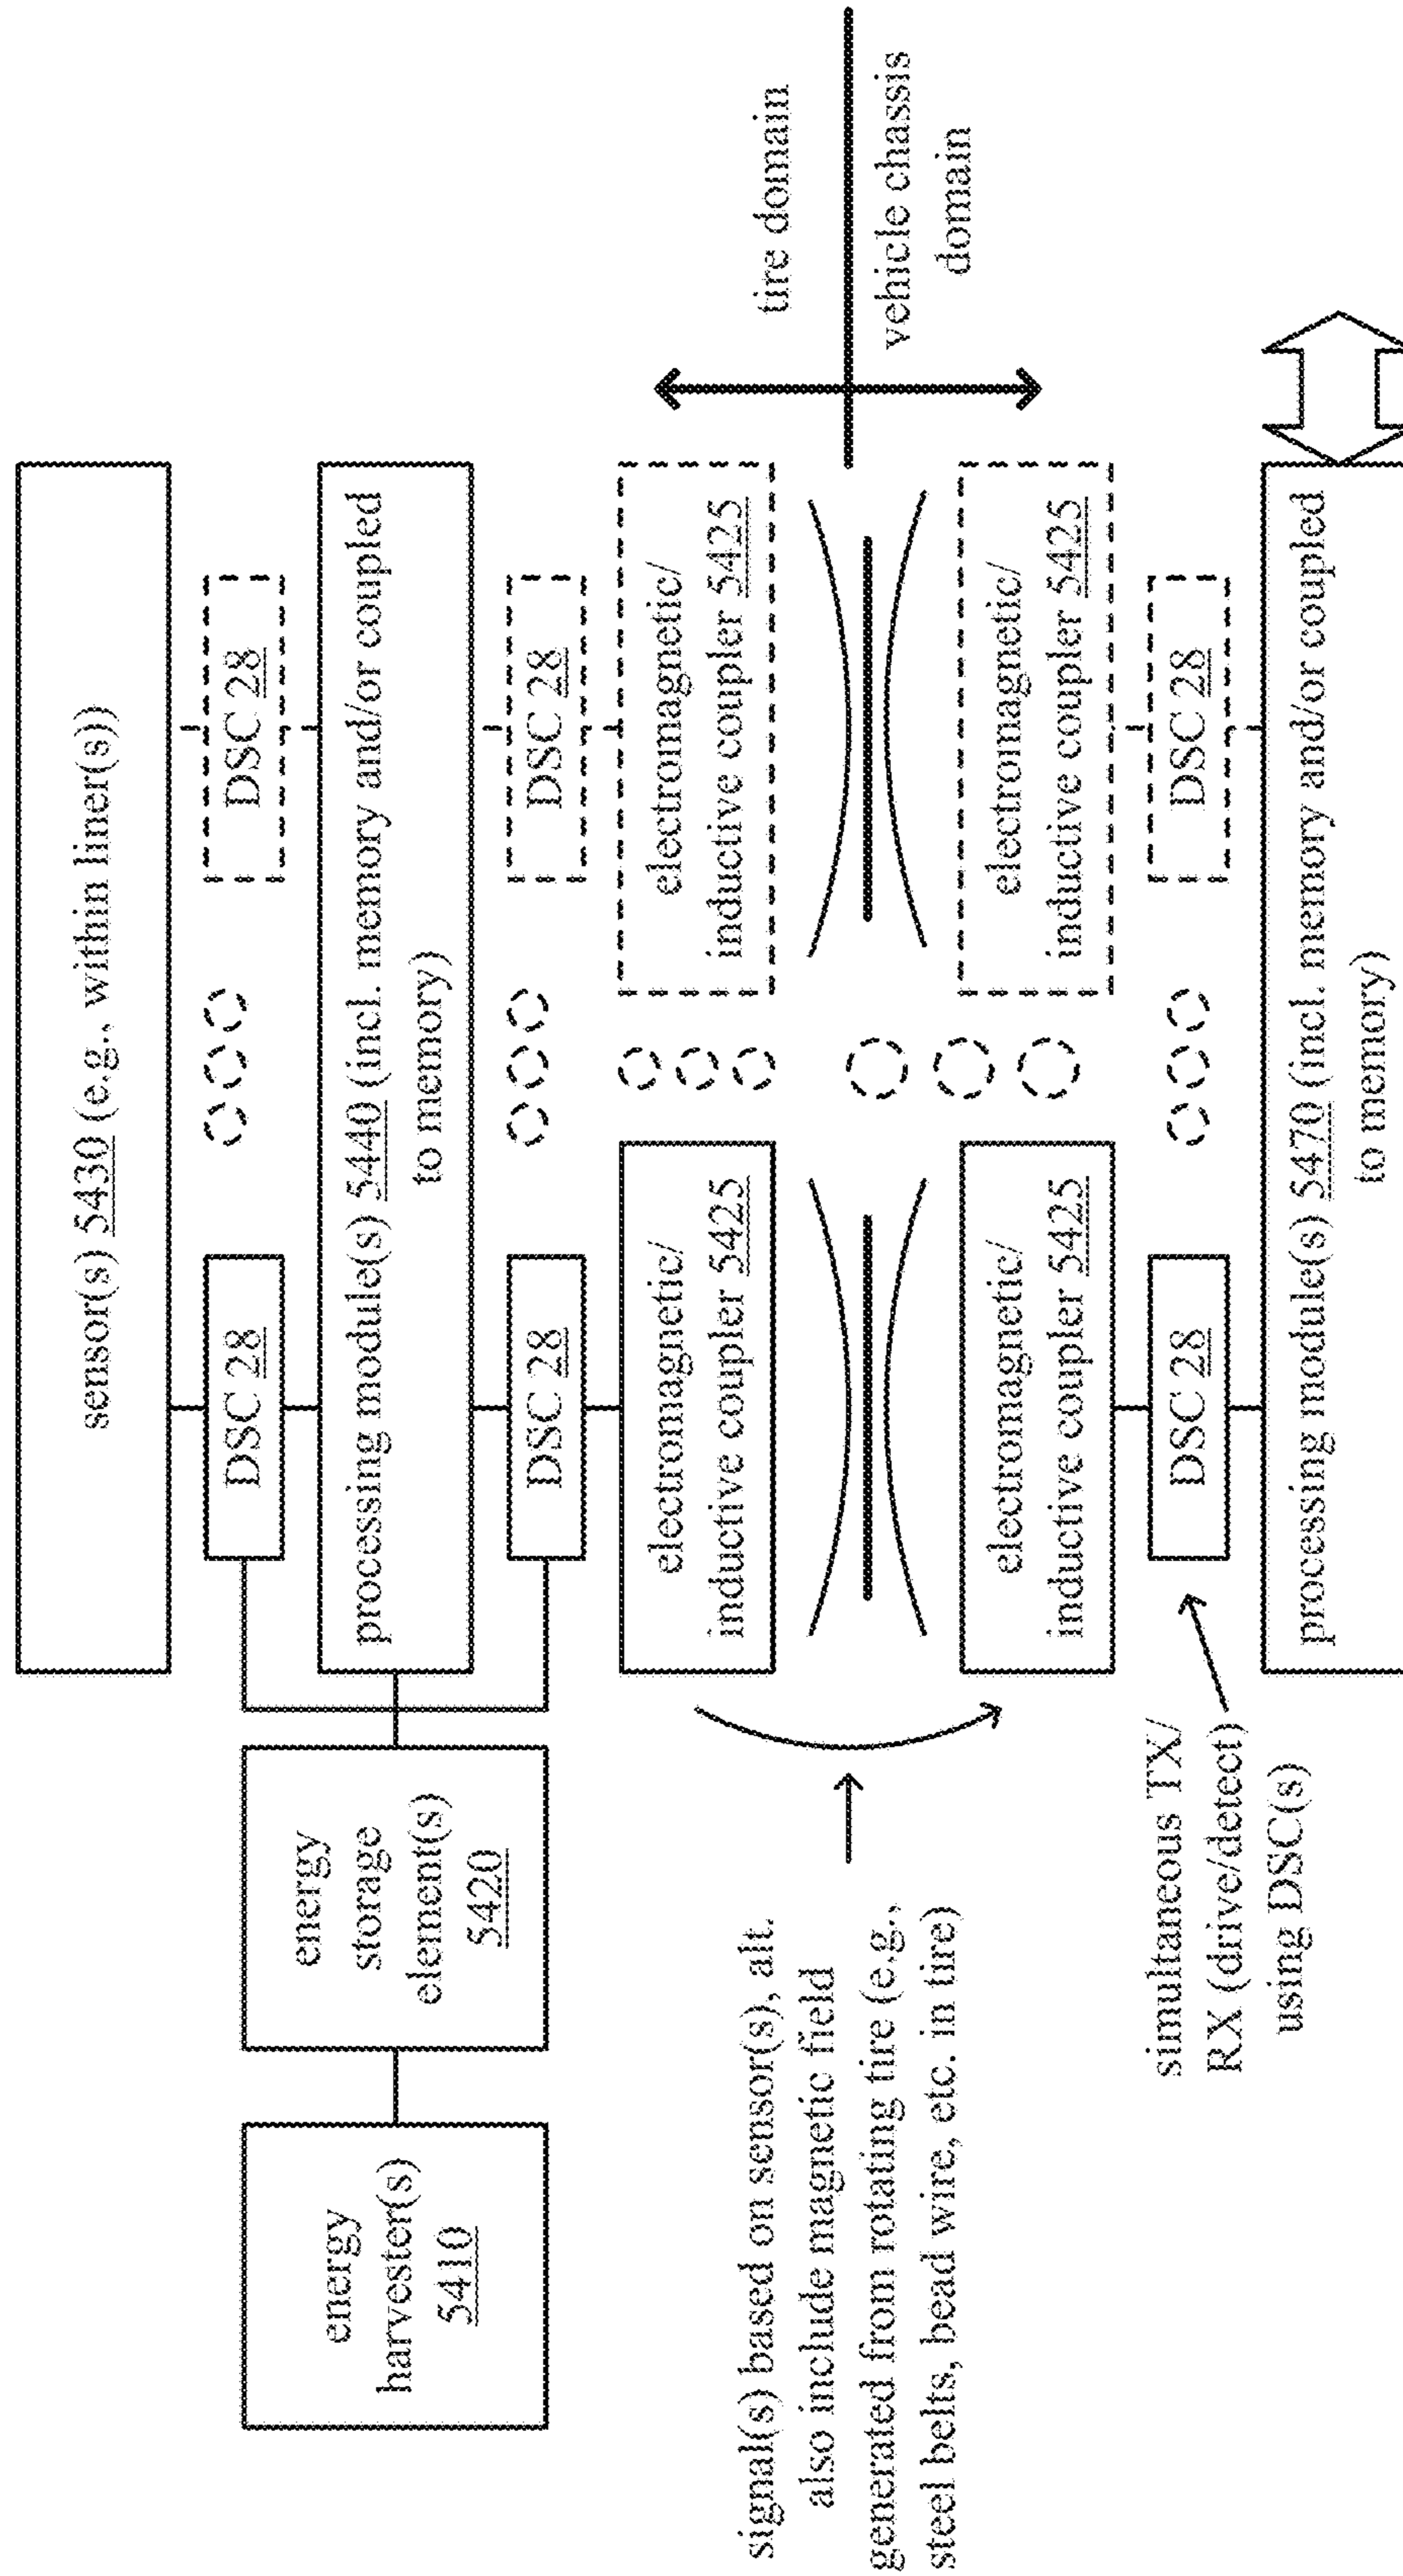 sensor(s) 5430 (e.g., within liner(s))
DSC 28
DSC 28
energy
harvester(s)
5410
energy
storage
element(s)
5420
processing module(s) 5440 (incl. memory and/or coupled
to memory)
DSC 28
DSC 28
electromagnetic/
inductive coupler 5425
electromagnetic/
inductive coupler 5425
tire domain
vehicle chassis
domain
signal(s) based on sensor(s), alt.
also include magnetic field
generated from rotating tire (e.g.,
steel belts, bead wire, etc. in tire)
electromagnetic/
inductive coupler 5425
electromagnetic/
inductive coupler 5425
simultaneous TX/
RX (drive/detect)
using DSC(s)
DSC 28
DSC 28
processing module(s) 5470 (incl. memory and/or coupled
to memory)